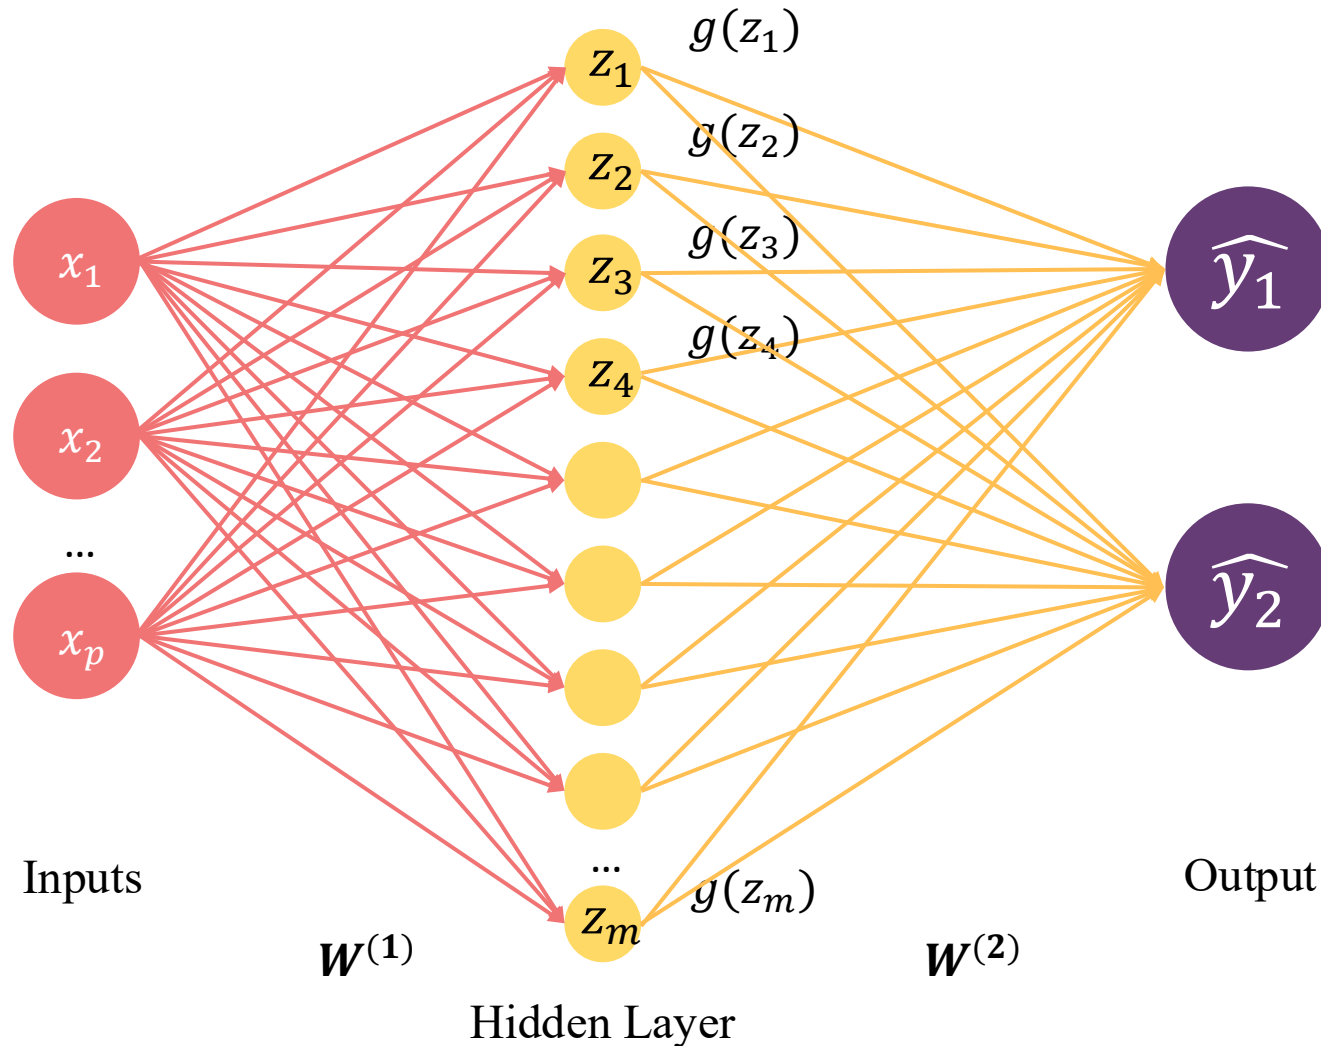 g(z₁)
z₁
g(z₂)
z₂
g(z₃)
z₃
g(z₄)
z₄
x₁
x₂
...
xₚ
ŷ₁
ŷ₂
...
g(zₘ)
zₘ
Inputs
Output
W⁽¹⁾
W⁽²⁾
Hidden Layer